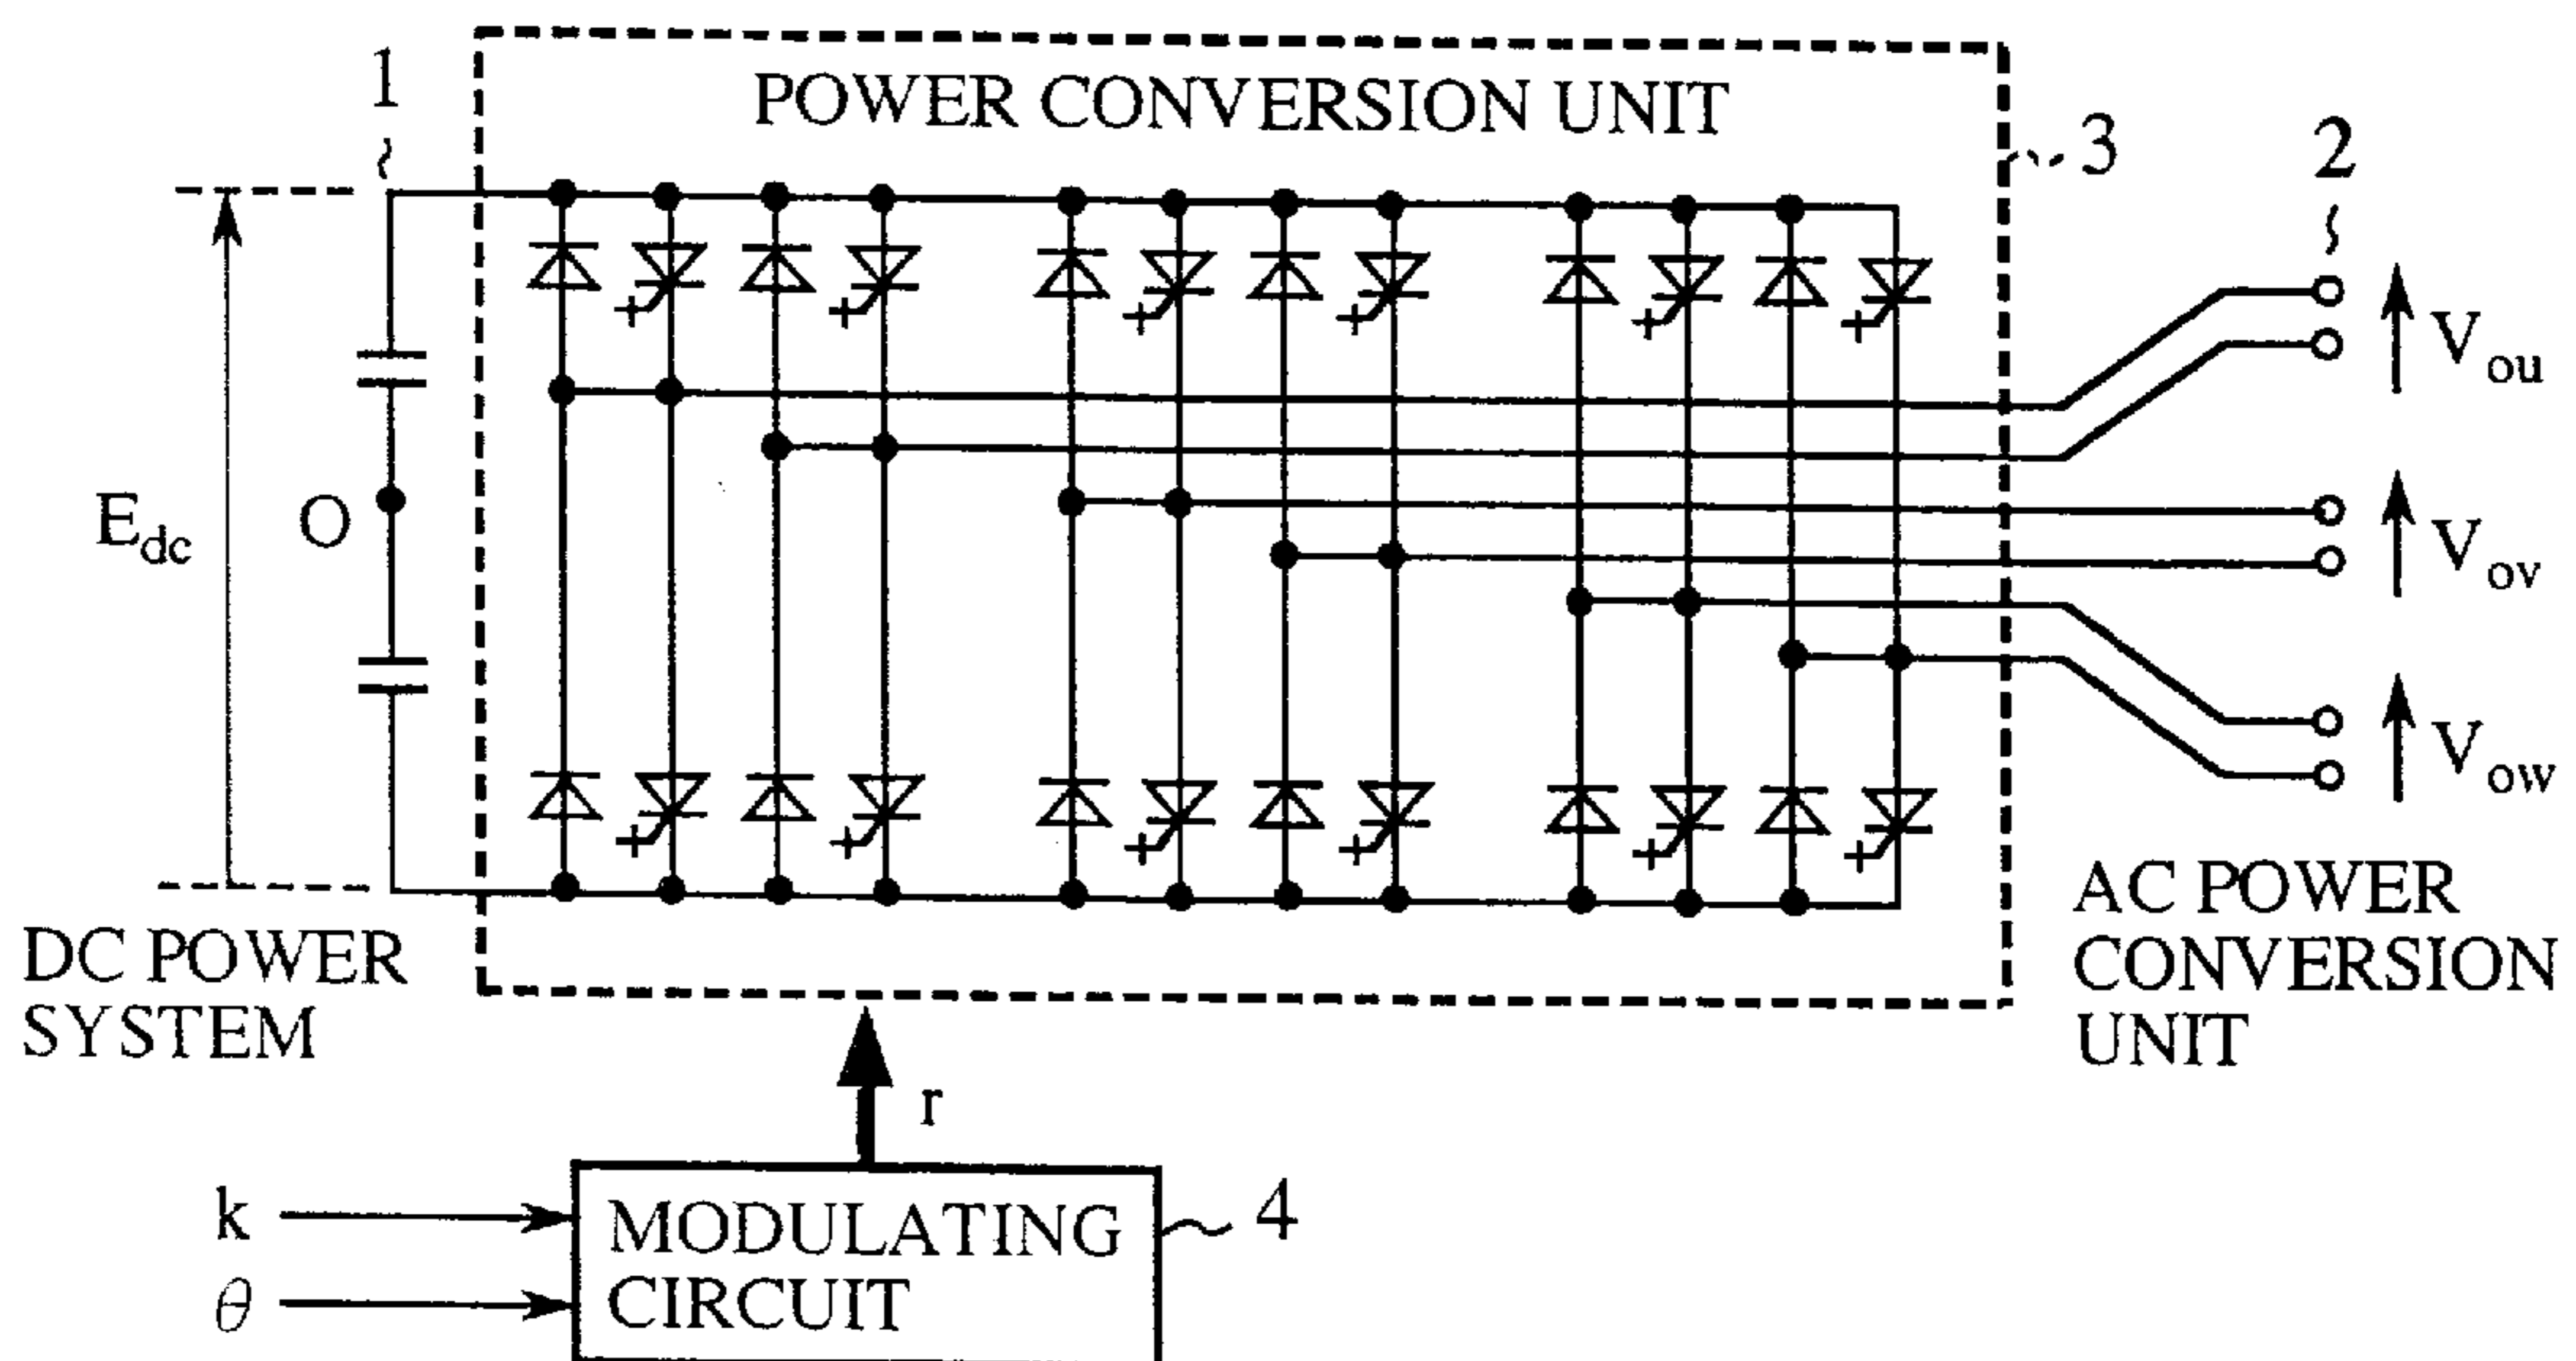 1
POWER CONVERSION UNIT
3
2
V_ou
E_dc
O
V_ov
V_ow
DC POWER
SYSTEM
AC POWER
CONVERSION
UNIT
r
k
θ
MODULATING
CIRCUIT
4